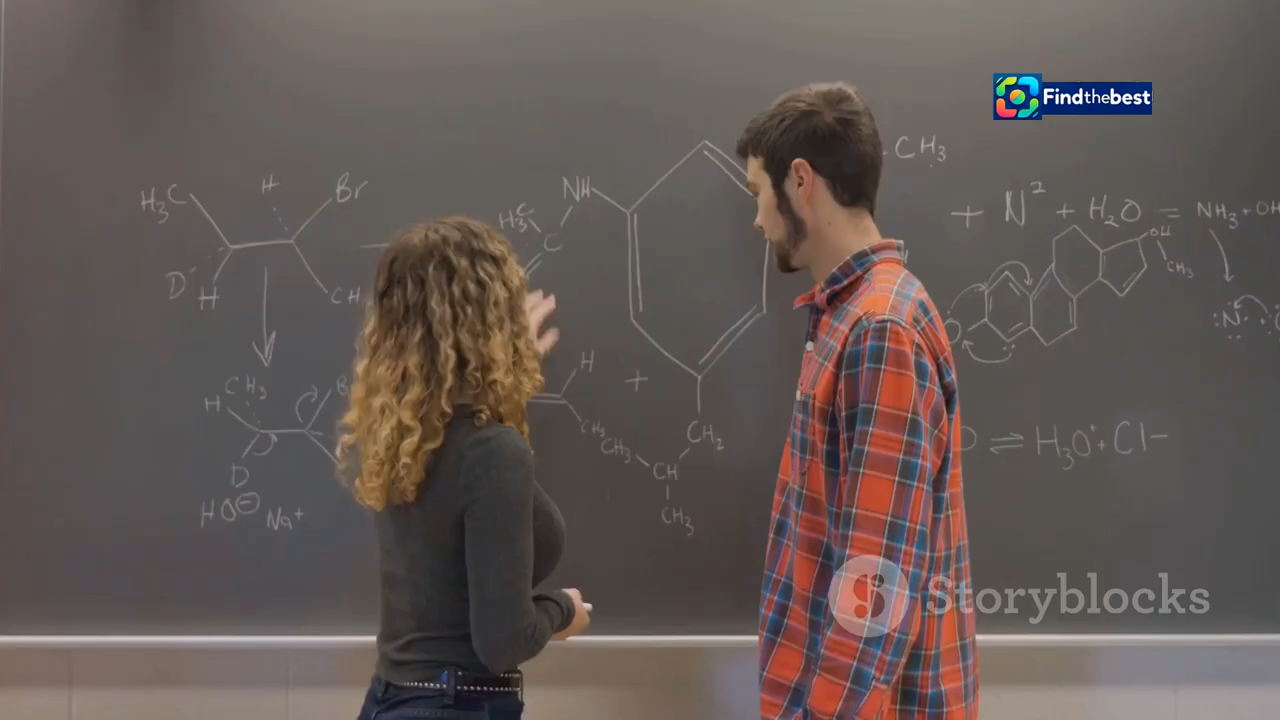 Findthebest
H₃C H Br
D H CH
CH₃ B
H
D
HO⊖ Na⁺
NH
H₃C
C
H
CH₃
+
CH₂
CH₃ CH
CH₃
CH₃
+ N² + H₂O = NH₃ + OH
OH
CH₃
:N
⇌ H₃O⁺ + Cl−
Storyblocks